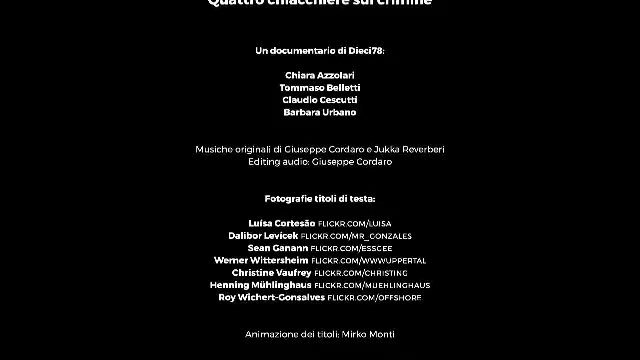 Quattro chiacchiere sul crimine
Un documentario di Dieci78:
Chiara Azzolari
Tommaso Belletti
Claudio Cescutti
Barbara Urbano
Musiche originali di Giuseppe Cordaro e Jukka Reverberi
Editing audio: Giuseppe Cordaro
Fotografie titoli di testa:
Luísa Cortesão FLICKR.COM/LUISA
Dalibor Levícek FLICKR.COM/MR_GONZALES
Sean Ganann FLICKR.COM/ESSGEE
Werner Wittersheim FLICKR.COM/WWWUPPERTAL
Christine Vaufrey FLICKR.COM/CHRISTING
Henning Mühlinghaus FLICKR.COM/MUEHLINGHAUS
Roy Wichert-Gonsalves FLICKR.COM/OFFSHORE
Animazione dei titoli: Mirko Monti